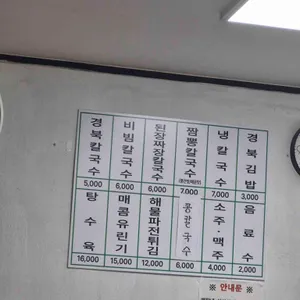 경북칼국수
5,000
비빔칼국수
6,000
된장짜장칼국수
6,000
짬뽕칼국수
7,000
냉칼국수
7,000
경북김밥
3,000
탕수육
16,000
매콤유린기
15,000
해물파전튀김
12,000
콩칼국수
6,000
소주·맥주
4,000
음료수
2,000
※ 안내문 ※